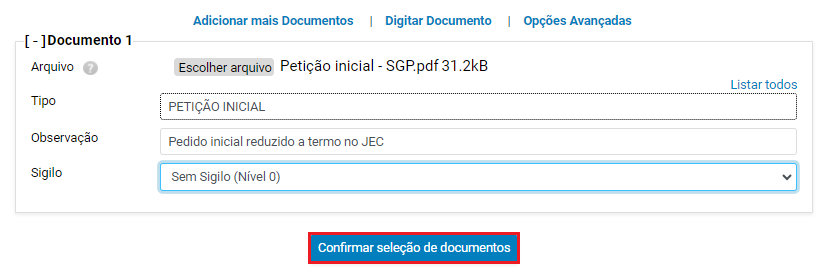 Adicionar mais Documentos | Digitar Documento | Opções Avançadas
[ - ] Documento 1
Arquivo ? Escolher arquivo Petição inicial - SGP.pdf 31.2kB
Listar todos
Tipo PETIÇÃO INICIAL
Observação Pedido inicial reduzido a termo no JEC
Sigilo Sem Sigilo (Nível 0)
Confirmar seleção de documentos